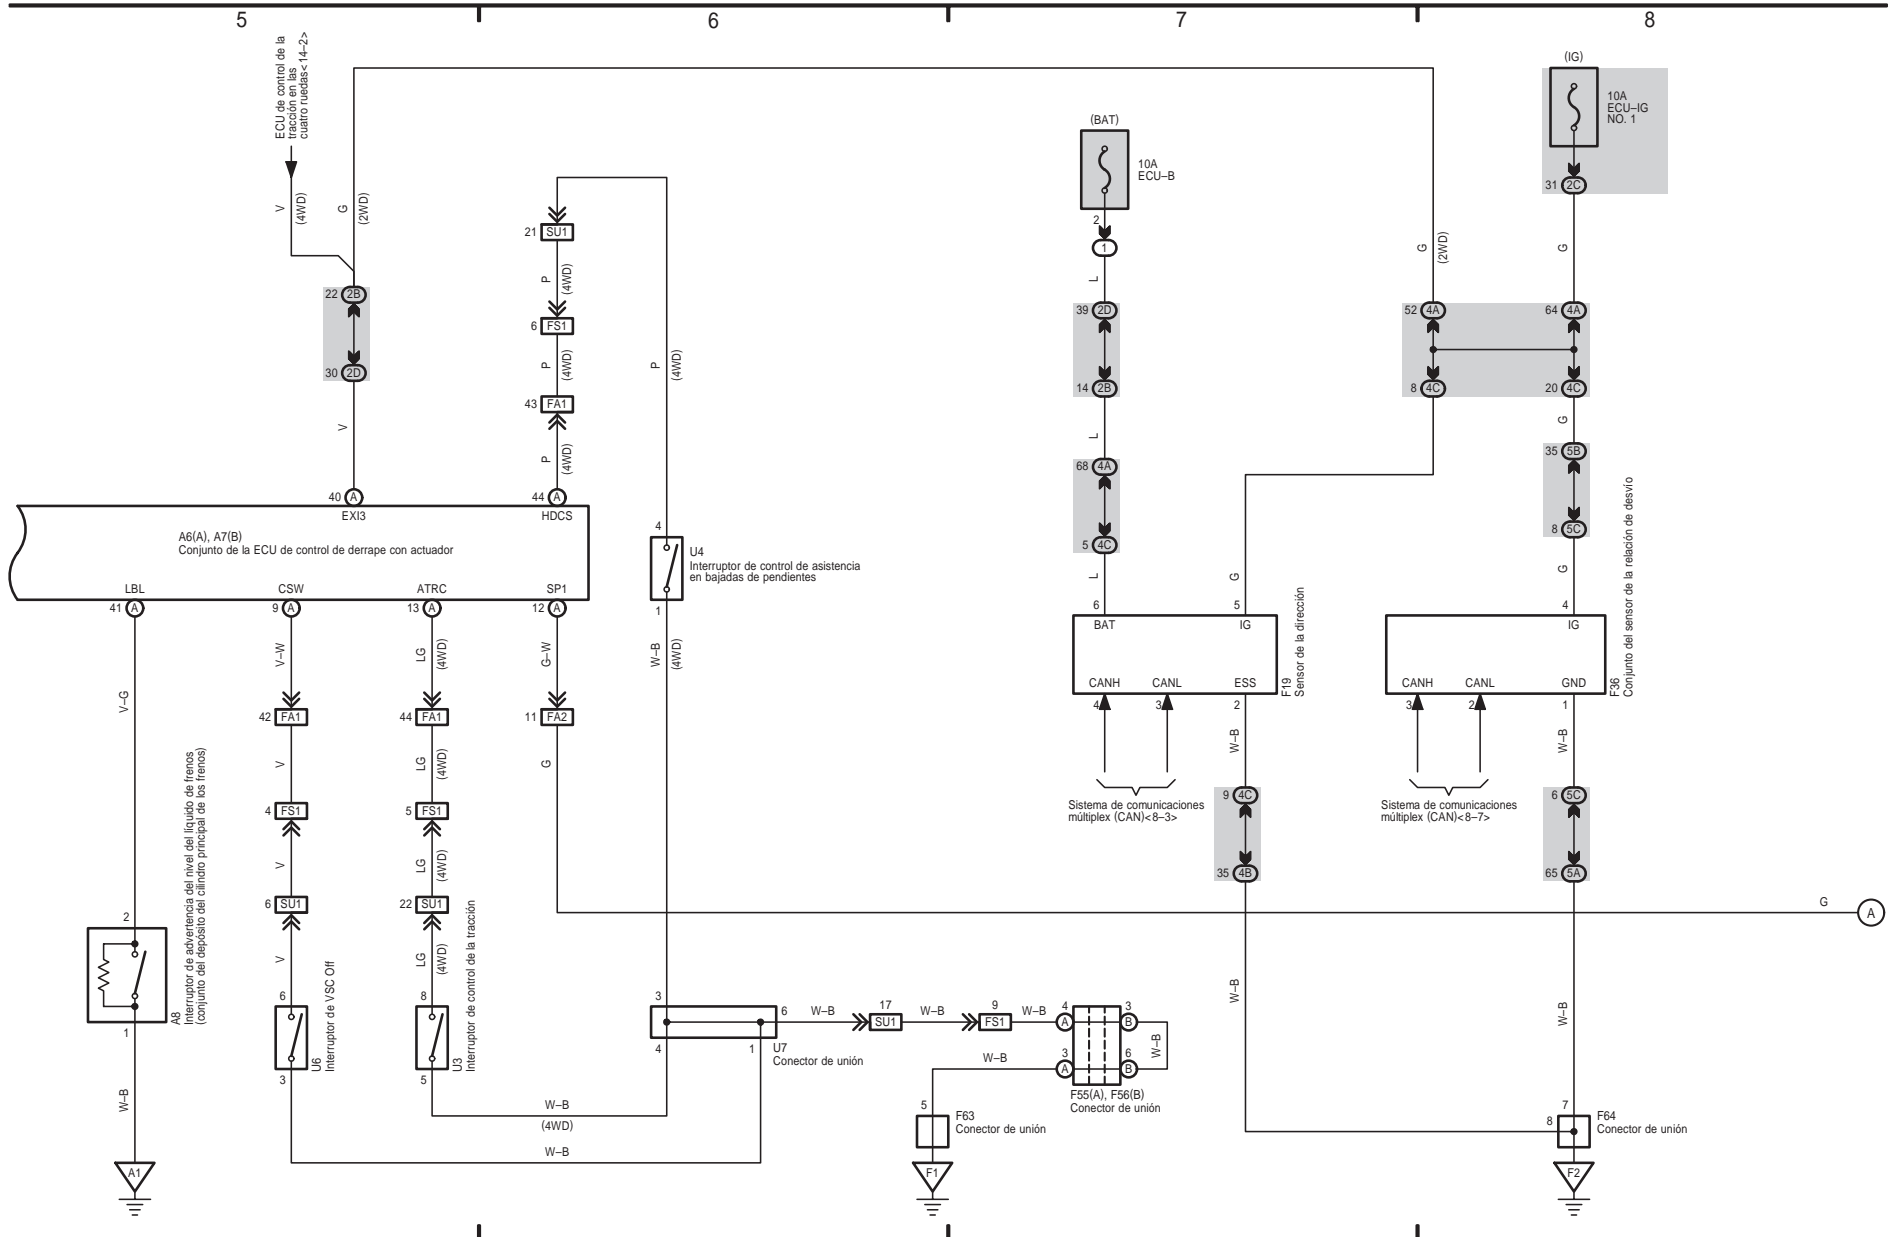 5
6
7
8
ECU de control de la
tracción en las
cuatro ruedas<14–2>
V
(4WD)
G
(2WD)
22 2B
30 2D
V
40 A
EXI3
21 SU1
P
(4WD)
6 FS1
P
(4WD)
43 FA1
P
(4WD)
44 A
HDCS
P
(4WD)
(BAT)
10A
ECU–B
2
1
L
39 2D
14 2B
L
68 4A
5 4C
L
6
BAT
G
(2WD)
52 4A
8 4C
G
5
IG
(IG)
10A
ECU–IG
NO. 1
31 2C
G
64 4A
20 4C
G
35 5B
8 5C
G
4
IG
A6(A), A7(B)
Conjunto de la ECU de control de derrape con actuador
LBL
CSW
ATRC
SP1
41 A
9 A
13 A
12 A
4
U4
Interruptor de control de asistencia
en bajadas de pendientes
1
W–B
(4WD)
V–G
V–W
LG
(4WD)
G–W
42 FA1
44 FA1
11 FA2
V
LG
(4WD)
G
4 FS1
5 FS1
V
LG
(4WD)
6 SU1
22 SU1
V
LG
(4WD)
CANH
CANL
ESS
4
3
2
F19
Sensor de la dirección
Sistema de comunicaciones
múltiplex (CAN)<8–3>
W–B
9 4C
35 4B
W–B
CANH
CANL
GND
3
2
1
F36
Conjunto del sensor de la relación de desvío
Sistema de comunicaciones
múltiplex (CAN)<8–7>
W–B
6 5C
65 5A
W–B
G
A
2
A8
Interruptor de advertencia del nivel del líquido de frenos
(conjunto del depósito del cilindro principal de los frenos)
1
W–B
A1
6
U6
Interruptor de VSC Off
3
8
U3
Interruptor de control de la tracción
5
W–B
(4WD)
W–B
3
6
4
1
U7
Conector de unión
W–B
17
SU1
W–B
9
FS1
W–B
4
A
3
B
W–B
3
A
6
B
W–B
F55(A), F56(B)
Conector de unión
5
F63
Conector de unión
F1
7
8
F64
Conector de unión
F2